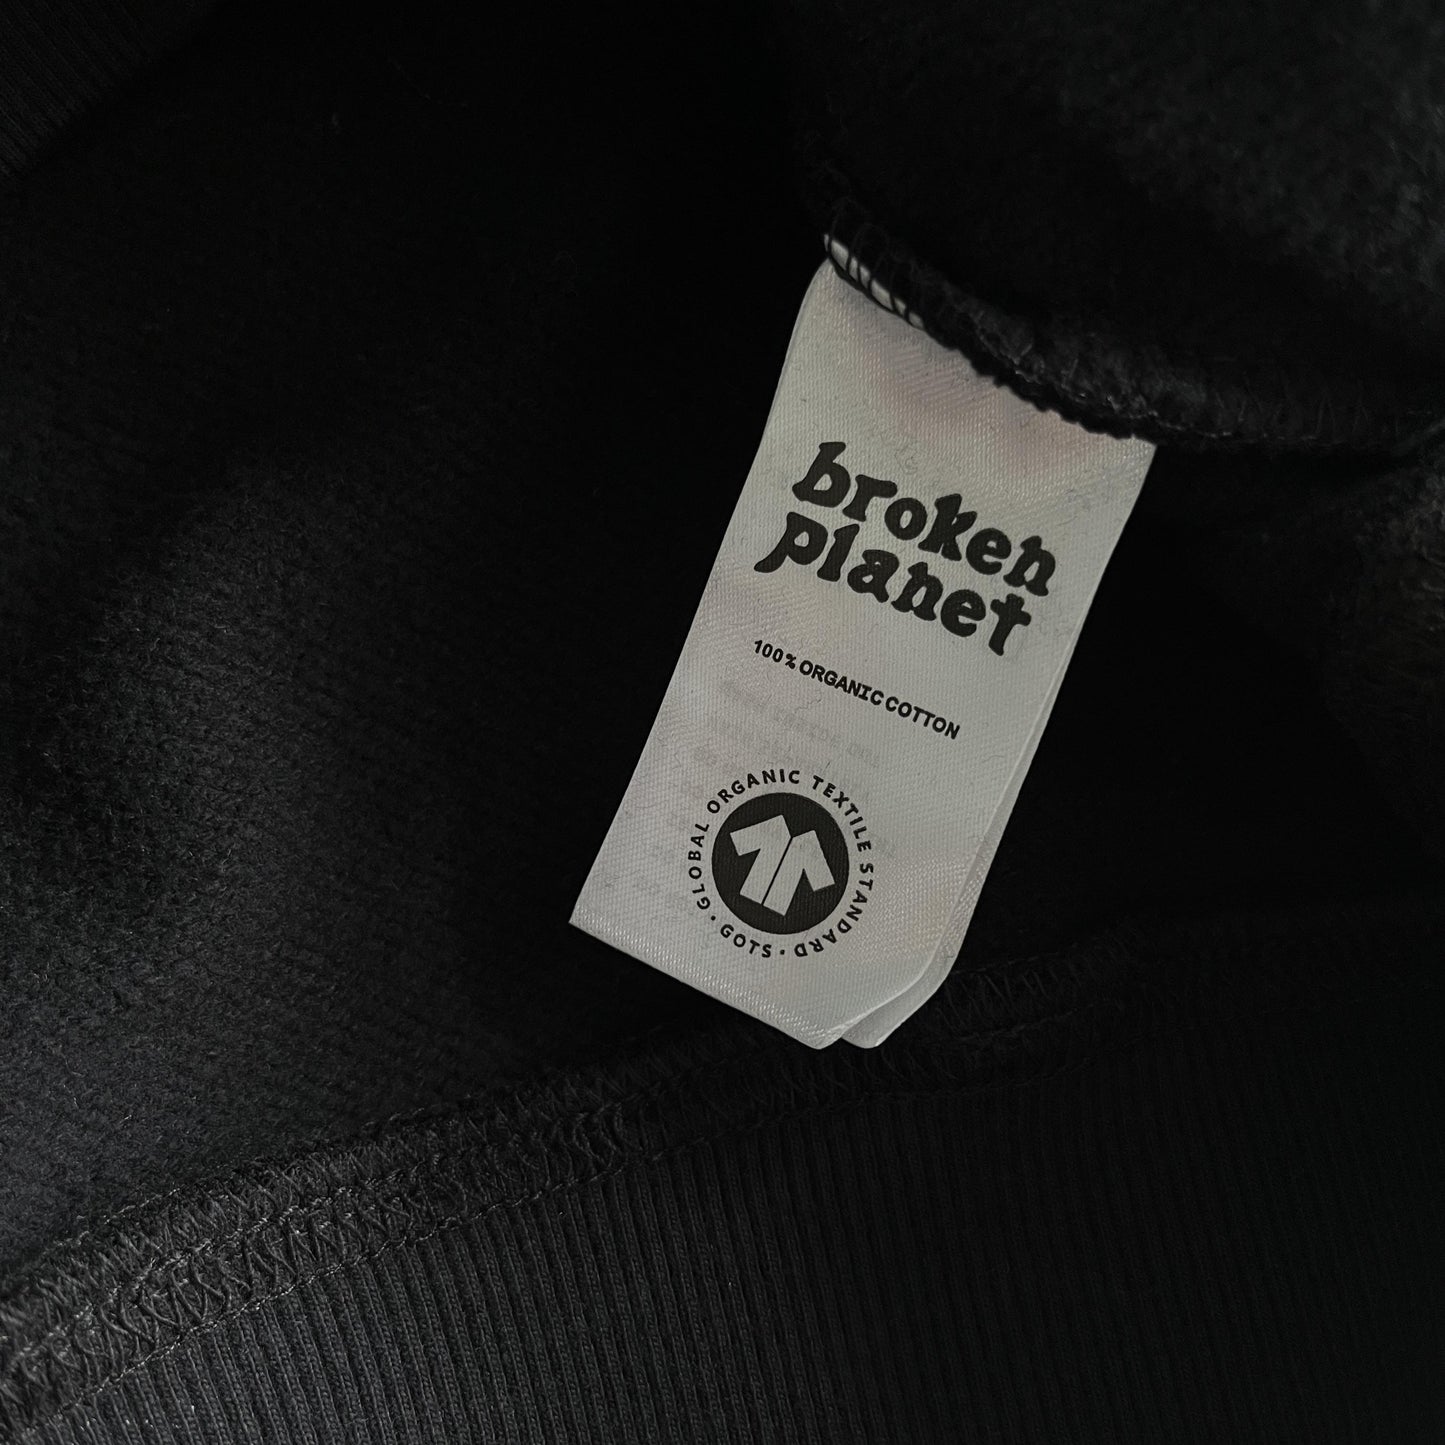 broken
planet
100% ORGANIC COTTON
GLOBAL ORGANIC TEXTILE STANDARD · GOTS ·